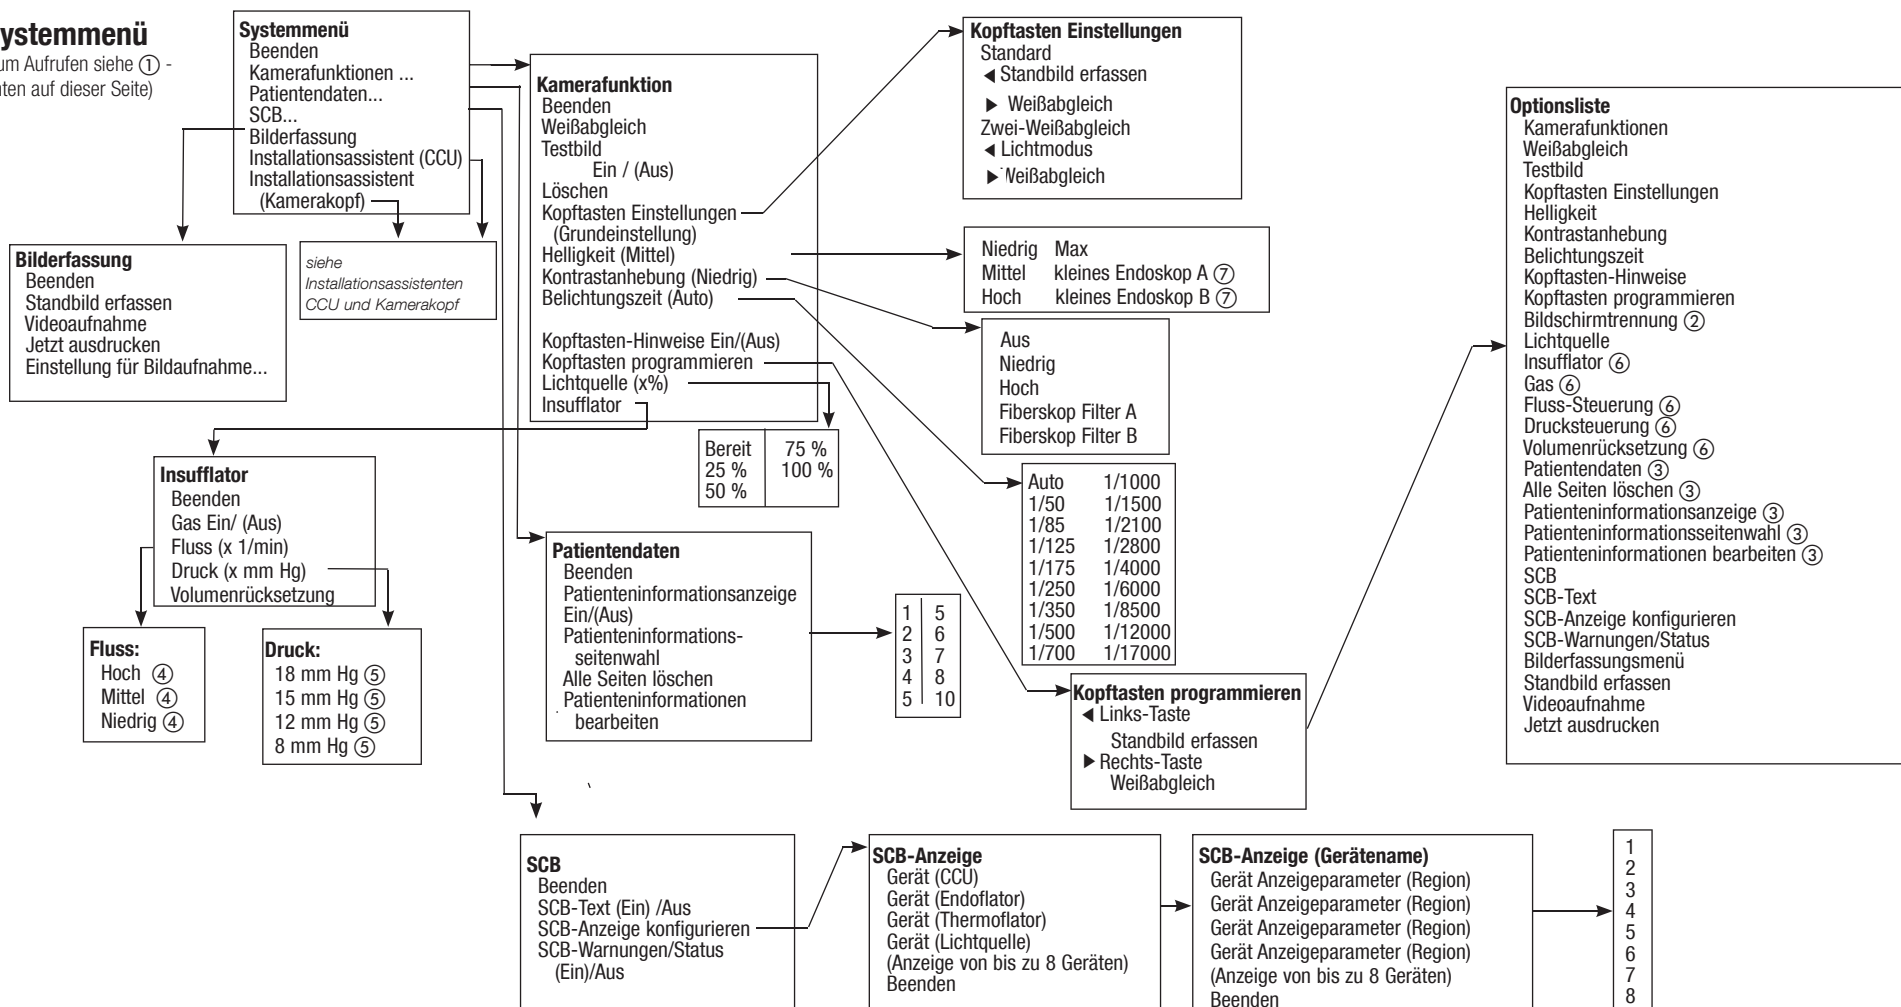 ystemmenü
um Aufrufen siehe ① -
nten auf dieser Seite)
Systemmenü
Beenden
Kamerafunktionen ...
Patientendaten...
SCB...
Bilderfassung
Installationsassistent (CCU)
Installationsassistent
(Kamerakopf)
Bilderfassung
Beenden
Standbild erfassen
Videoaufnahme
Jetzt ausdrucken
Einstellung für Bildaufnahme...
siehe
Installationsassistenten
CCU und Kamerakopf
Kamerafunktion
Beenden
Weißabgleich
Testbild
Ein / (Aus)
Löschen
Kopftasten Einstellungen
(Grundeinstellung)
Helligkeit (Mittel)
Kontrastanhebung (Niedrig)
Belichtungszeit (Auto)
Kopftasten-Hinweise Ein/(Aus)
Kopftasten programmieren
Lichtquelle (x%)
Insufflator
Kopftasten Einstellungen
Standard
◄ Standbild erfassen
► Weißabgleich
Zwei-Weißabgleich
◄ Lichtmodus
► Weißabgleich
Niedrig Max
Mittel kleines Endoskop A ⑦
Hoch kleines Endoskop B ⑦
Aus
Niedrig
Hoch
Fiberskop Filter A
Fiberskop Filter B
Bereit 75 %
25 % 100 %
50 %
Auto 1/1000
1/50 1/1500
1/85 1/2100
1/125 1/2800
1/175 1/4000
1/250 1/6000
1/350 1/8500
1/500 1/12000
1/700 1/17000
Insufflator
Beenden
Gas Ein/ (Aus)
Fluss (x 1/min)
Druck (x mm Hg)
Volumenrücksetzung
Fluss:
Hoch ④
Mittel ④
Niedrig ④
Druck:
18 mm Hg ⑤
15 mm Hg ⑤
12 mm Hg ⑤
8 mm Hg ⑤
Patientendaten
Beenden
Patienteninformationsanzeige
Ein/(Aus)
Patienteninformations-
seitenwahl
Alle Seiten löschen
Patienteninformationen
bearbeiten
1 5
2 6
3 7
4 8
5 10
Kopftasten programmieren
◄ Links-Taste
Standbild erfassen
► Rechts-Taste
Weißabgleich
Optionsliste
Kamerafunktionen
Weißabgleich
Testbild
Kopftasten Einstellungen
Helligkeit
Kontrastanhebung
Belichtungszeit
Kopftasten-Hinweise
Kopftasten programmieren
Bildschirmtrennung ②
Lichtquelle
Insufflator ⑥
Gas ⑥
Fluss-Steuerung ⑥
Drucksteuerung ⑥
Volumenrücksetzung ⑥
Patientendaten ③
Alle Seiten löschen ③
Patienteninformationsanzeige ③
Patienteninformationsseitenwahl ③
Patienteninformationen bearbeiten ③
SCB
SCB-Text
SCB-Anzeige konfigurieren
SCB-Warnungen/Status
Bilderfassungsmenü
Standbild erfassen
Videoaufnahme
Jetzt ausdrucken
SCB
Beenden
SCB-Text (Ein) /Aus
SCB-Anzeige konfigurieren
SCB-Warnungen/Status
(Ein)/Aus
SCB-Anzeige
Gerät (CCU)
Gerät (Endoflator)
Gerät (Thermoflator)
Gerät (Lichtquelle)
(Anzeige von bis zu 8 Geräten)
Beenden
SCB-Anzeige (Gerätename)
Gerät Anzeigeparameter (Region)
Gerät Anzeigeparameter (Region)
Gerät Anzeigeparameter (Region)
Gerät Anzeigeparameter (Region)
(Anzeige von bis zu 8 Geräten)
Beenden
1
2
3
4
5
6
7
8